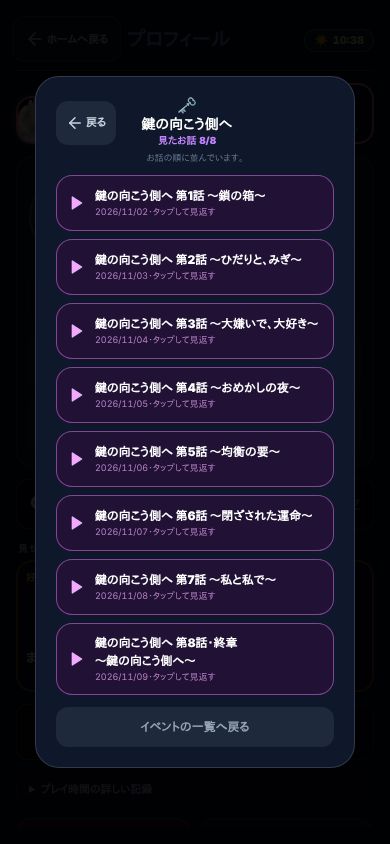 ホームへ戻る
プロフィール
10:38
戻る
鍵の向こう側へ
見たお話 8/8
お話の順に並んでいます。
鍵の向こう側へ 第1話 〜鎖の箱〜
2026/11/02・タップして見返す
鍵の向こう側へ 第2話 〜ひだりと、みぎ〜
2026/11/03・タップして見返す
鍵の向こう側へ 第3話 〜大嫌いで、大好き〜
2026/11/04・タップして見返す
鍵の向こう側へ 第4話 〜おめかしの夜〜
2026/11/05・タップして見返す
鍵の向こう側へ 第5話 〜均衡の要〜
2026/11/06・タップして見返す
鍵の向こう側へ 第6話 〜閉ざされた運命〜
2026/11/07・タップして見返す
鍵の向こう側へ 第7話 〜私と私で〜
2026/11/08・タップして見返す
鍵の向こう側へ 第8話・終章
〜鍵の向こう側へ〜
2026/11/09・タップして見返す
イベントの一覧へ戻る
プレイ時間の詳しい記録